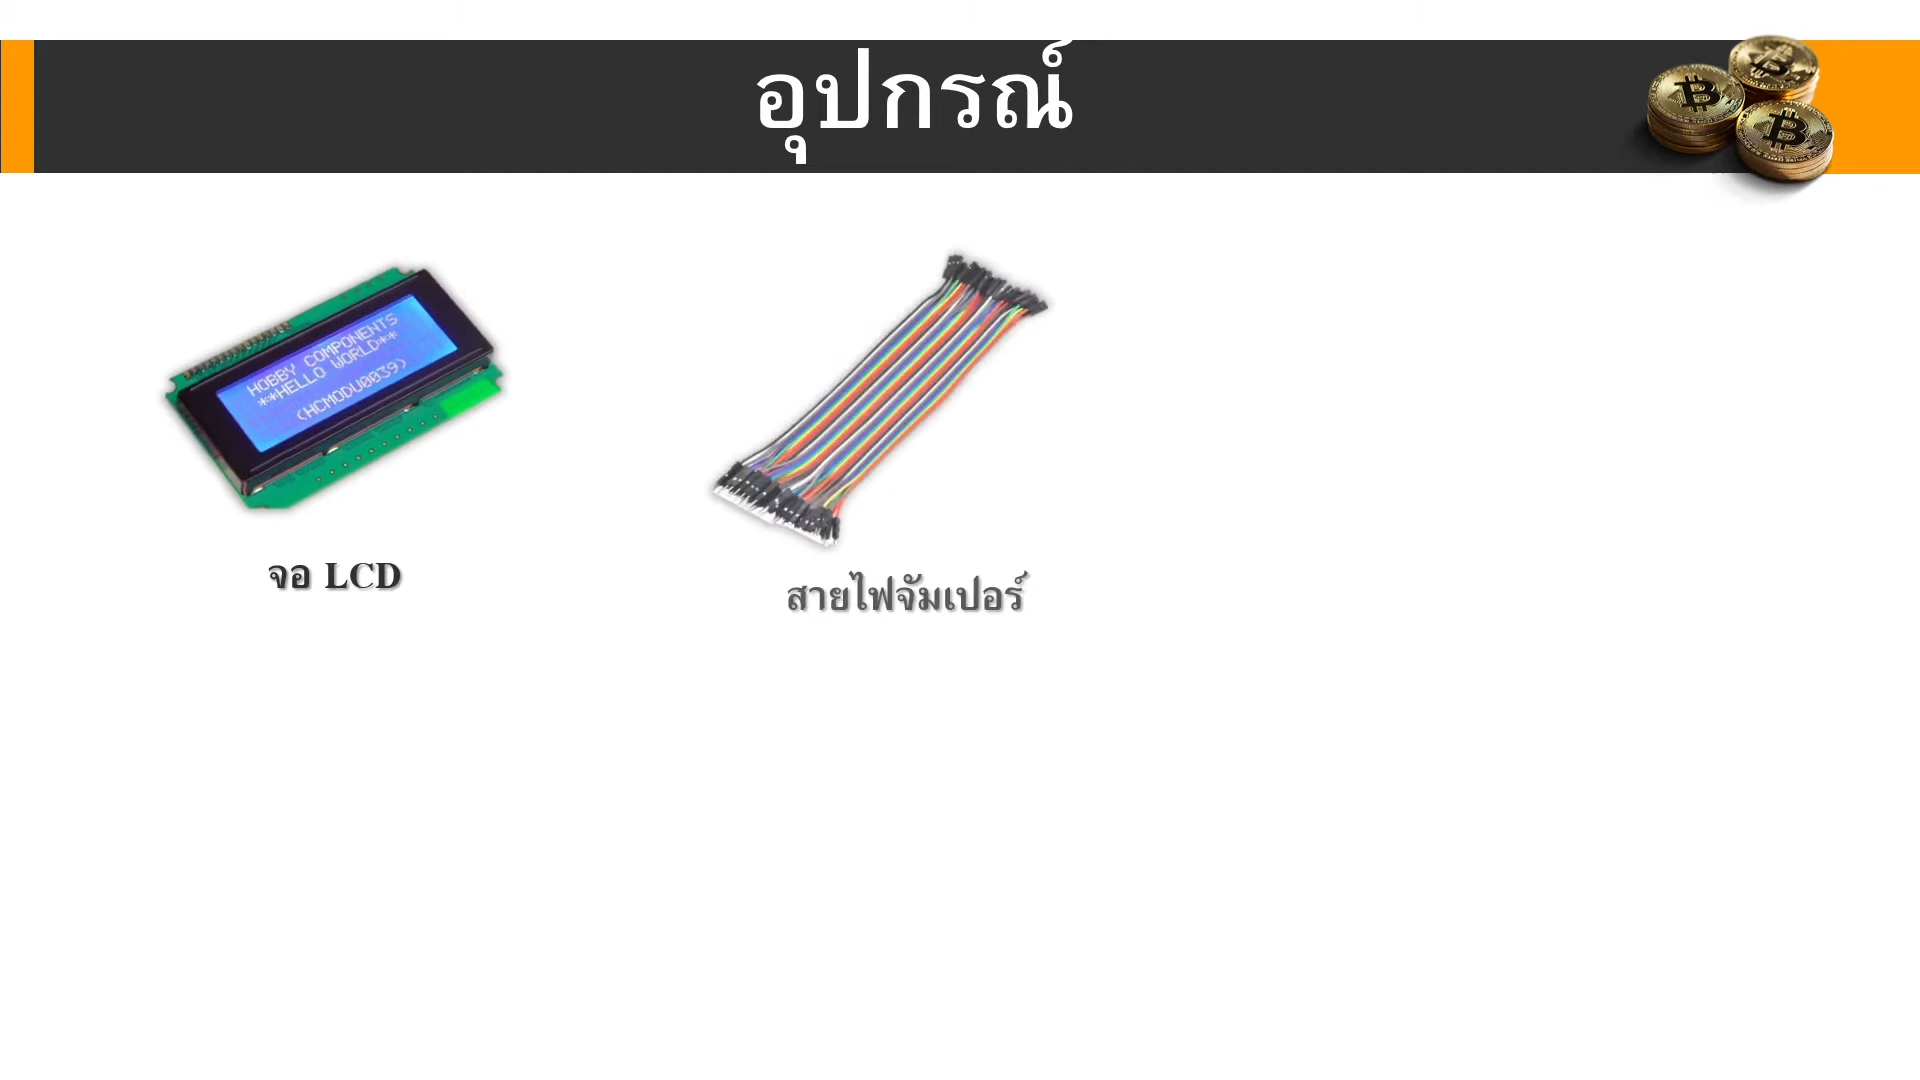 อุปกรณ์
HOBBY COMPONENTS
**HELLO WORLD**
(HCMODU0039)
จอ LCD
สายไฟจัมเปอร์